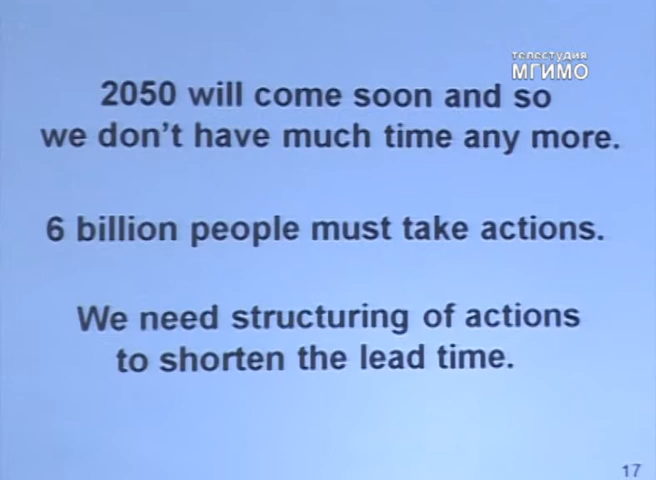 телестудия
МГИМО
2050 will come soon and so
we don't have much time any more.
6 billion people must take actions.
We need structuring of actions
to shorten the lead time.
17